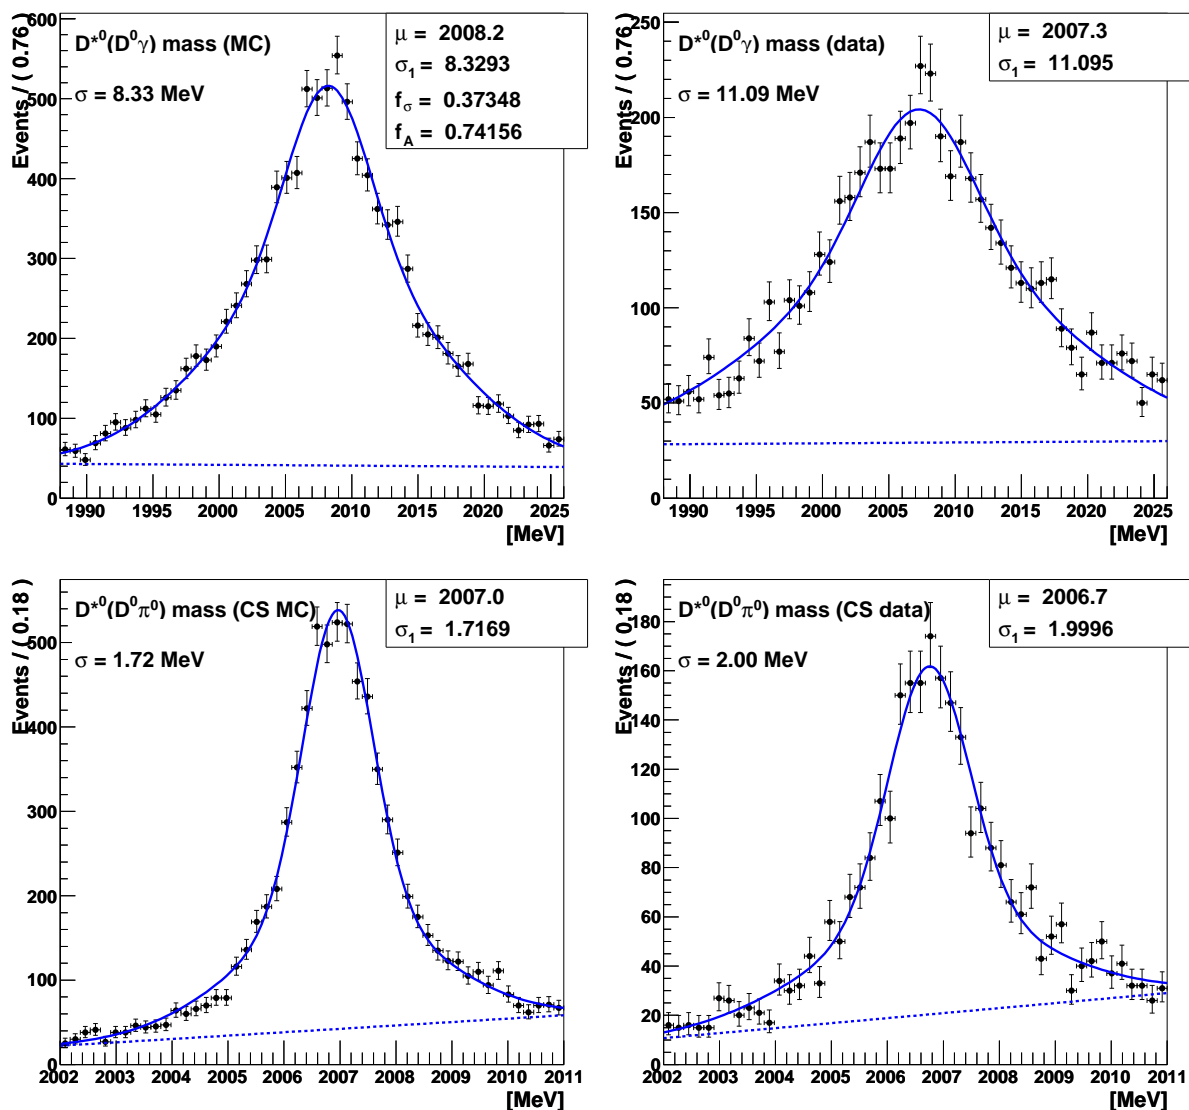 D*⁰(D⁰γ) mass (MC)
σ = 8.33 MeV
μ = 2008.2
σ₁ = 8.3293
f_σ = 0.37348
f_A = 0.74156
Events / ( 0.76 )
600
500
400
300
200
100
0
1990 1995 2000 2005 2010 2015 2020 2025
[MeV]
D*⁰(D⁰γ) mass (data)
σ = 11.09 MeV
μ = 2007.3
σ₁ = 11.095
Events / ( 0.76 )
250
200
150
100
50
0
1990 1995 2000 2005 2010 2015 2020 2025
[MeV]
D*⁰(D⁰π⁰) mass (CS MC)
σ = 1.72 MeV
μ = 2007.0
σ₁ = 1.7169
Events / ( 0.18 )
500
400
300
200
100
0
2002 2003 2004 2005 2006 2007 2008 2009 2010 2011
[MeV]
D*⁰(D⁰π⁰) mass (CS data)
σ = 2.00 MeV
μ = 2006.7
σ₁ = 1.9996
Events / ( 0.18 )
180
160
140
120
100
80
60
40
20
0
2002 2003 2004 2005 2006 2007 2008 2009 2010 2011
[MeV]